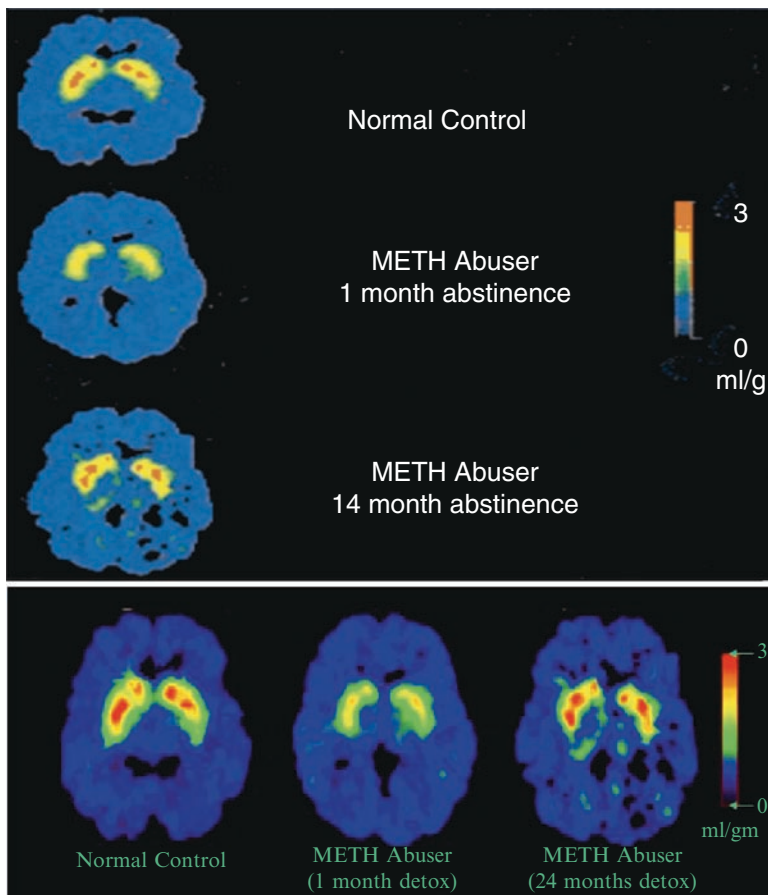 Normal Control
METH Abuser
1 month abstinence
3
0
ml/g
METH Abuser
14 month abstinence
3
0
ml/gm
Normal Control
METH Abuser
(1 month detox)
METH Abuser
(24 months detox)